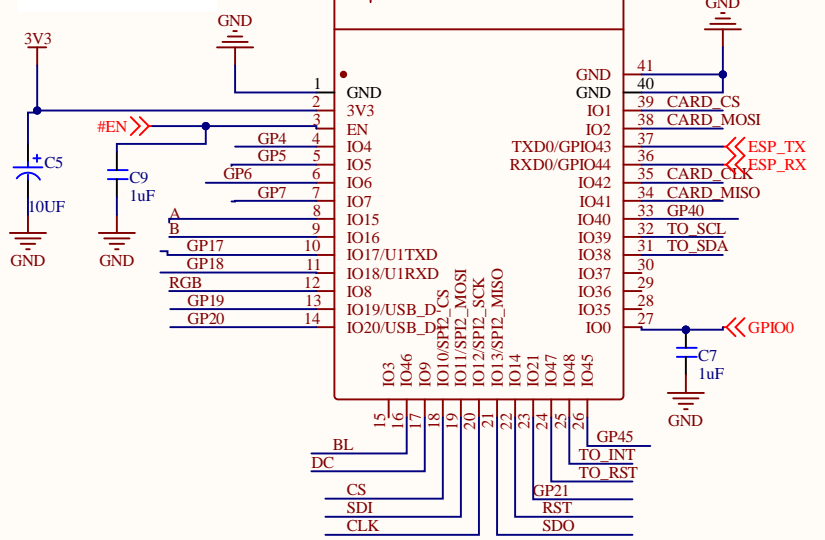 GND
GND
3V3
41
GND
1
GND
40
GND
2
3V3
39
IO1
CARD_CS
#EN
3
EN
38
IO2
CARD_MOSI
GP4
4
IO4
37
TXD0/GPIO43
ESP_TX
GP5
5
IO5
36
RXD0/GPIO44
ESP_RX
C5
C9
GP6
6
IO6
35
IO42
CARD_CLK
1uF
GP7
7
IO7
34
IO41
CARD_MISO
10UF
A
8
IO15
33
IO40
GP40
B
9
IO16
32
IO39
TO_SCL
GND
GND
GP17
10
IO17/U1TXD
31
IO38
TO_SDA
GP18
11
IO18/U1RXD
30
IO37
RGB
12
IO8
29
IO36
GP19
13
IO19/USB_D-
28
IO35
GP20
14
IO20/USB_D
27
IO0
GPIO0
C7
1uF
GND
IO3
IO46
IO9
IO10/SPI2_CS
IO11/SPI2_MOSI
IO12/SPI2_SCK
IO13/SPI2_MISO
IO14
IO21
IO47
IO48
IO45
15
16
17
18
19
20
21
22
23
24
25
26
BL
GP45
DC
TO_INT
TO_RST
CS
GP21
SDI
RST
CLK
SDO